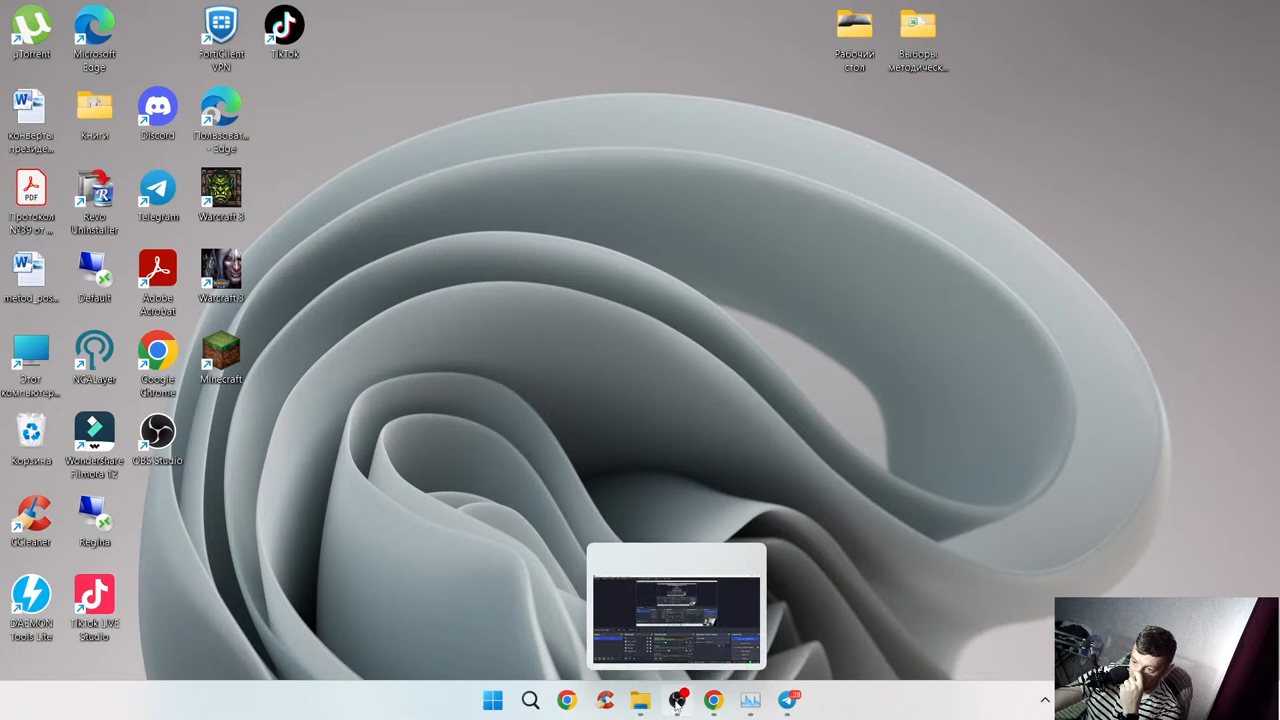 µTorrent
Microsoft
Edge
FortiClient
VPN
TikTok
Рабочий
стол
Выборы
методическ...
конверты
президе...
Книги
Discord
Пользоват...
- Edge
PDF
Протокол
№39 от ...
Revo
Uninstaller
Telegram
Warcraft 3
metod_pos...
Default
Adobe
Acrobat
Warcraft 3
Этот
компьютер...
NCALayer
Google
Chrome
Minecraft
Корзина
Wondershare
Filmora 12
OBS Studio
CCleaner
Regina
DAEMON
Tools Lite
TikTok LIVE
Studio
28